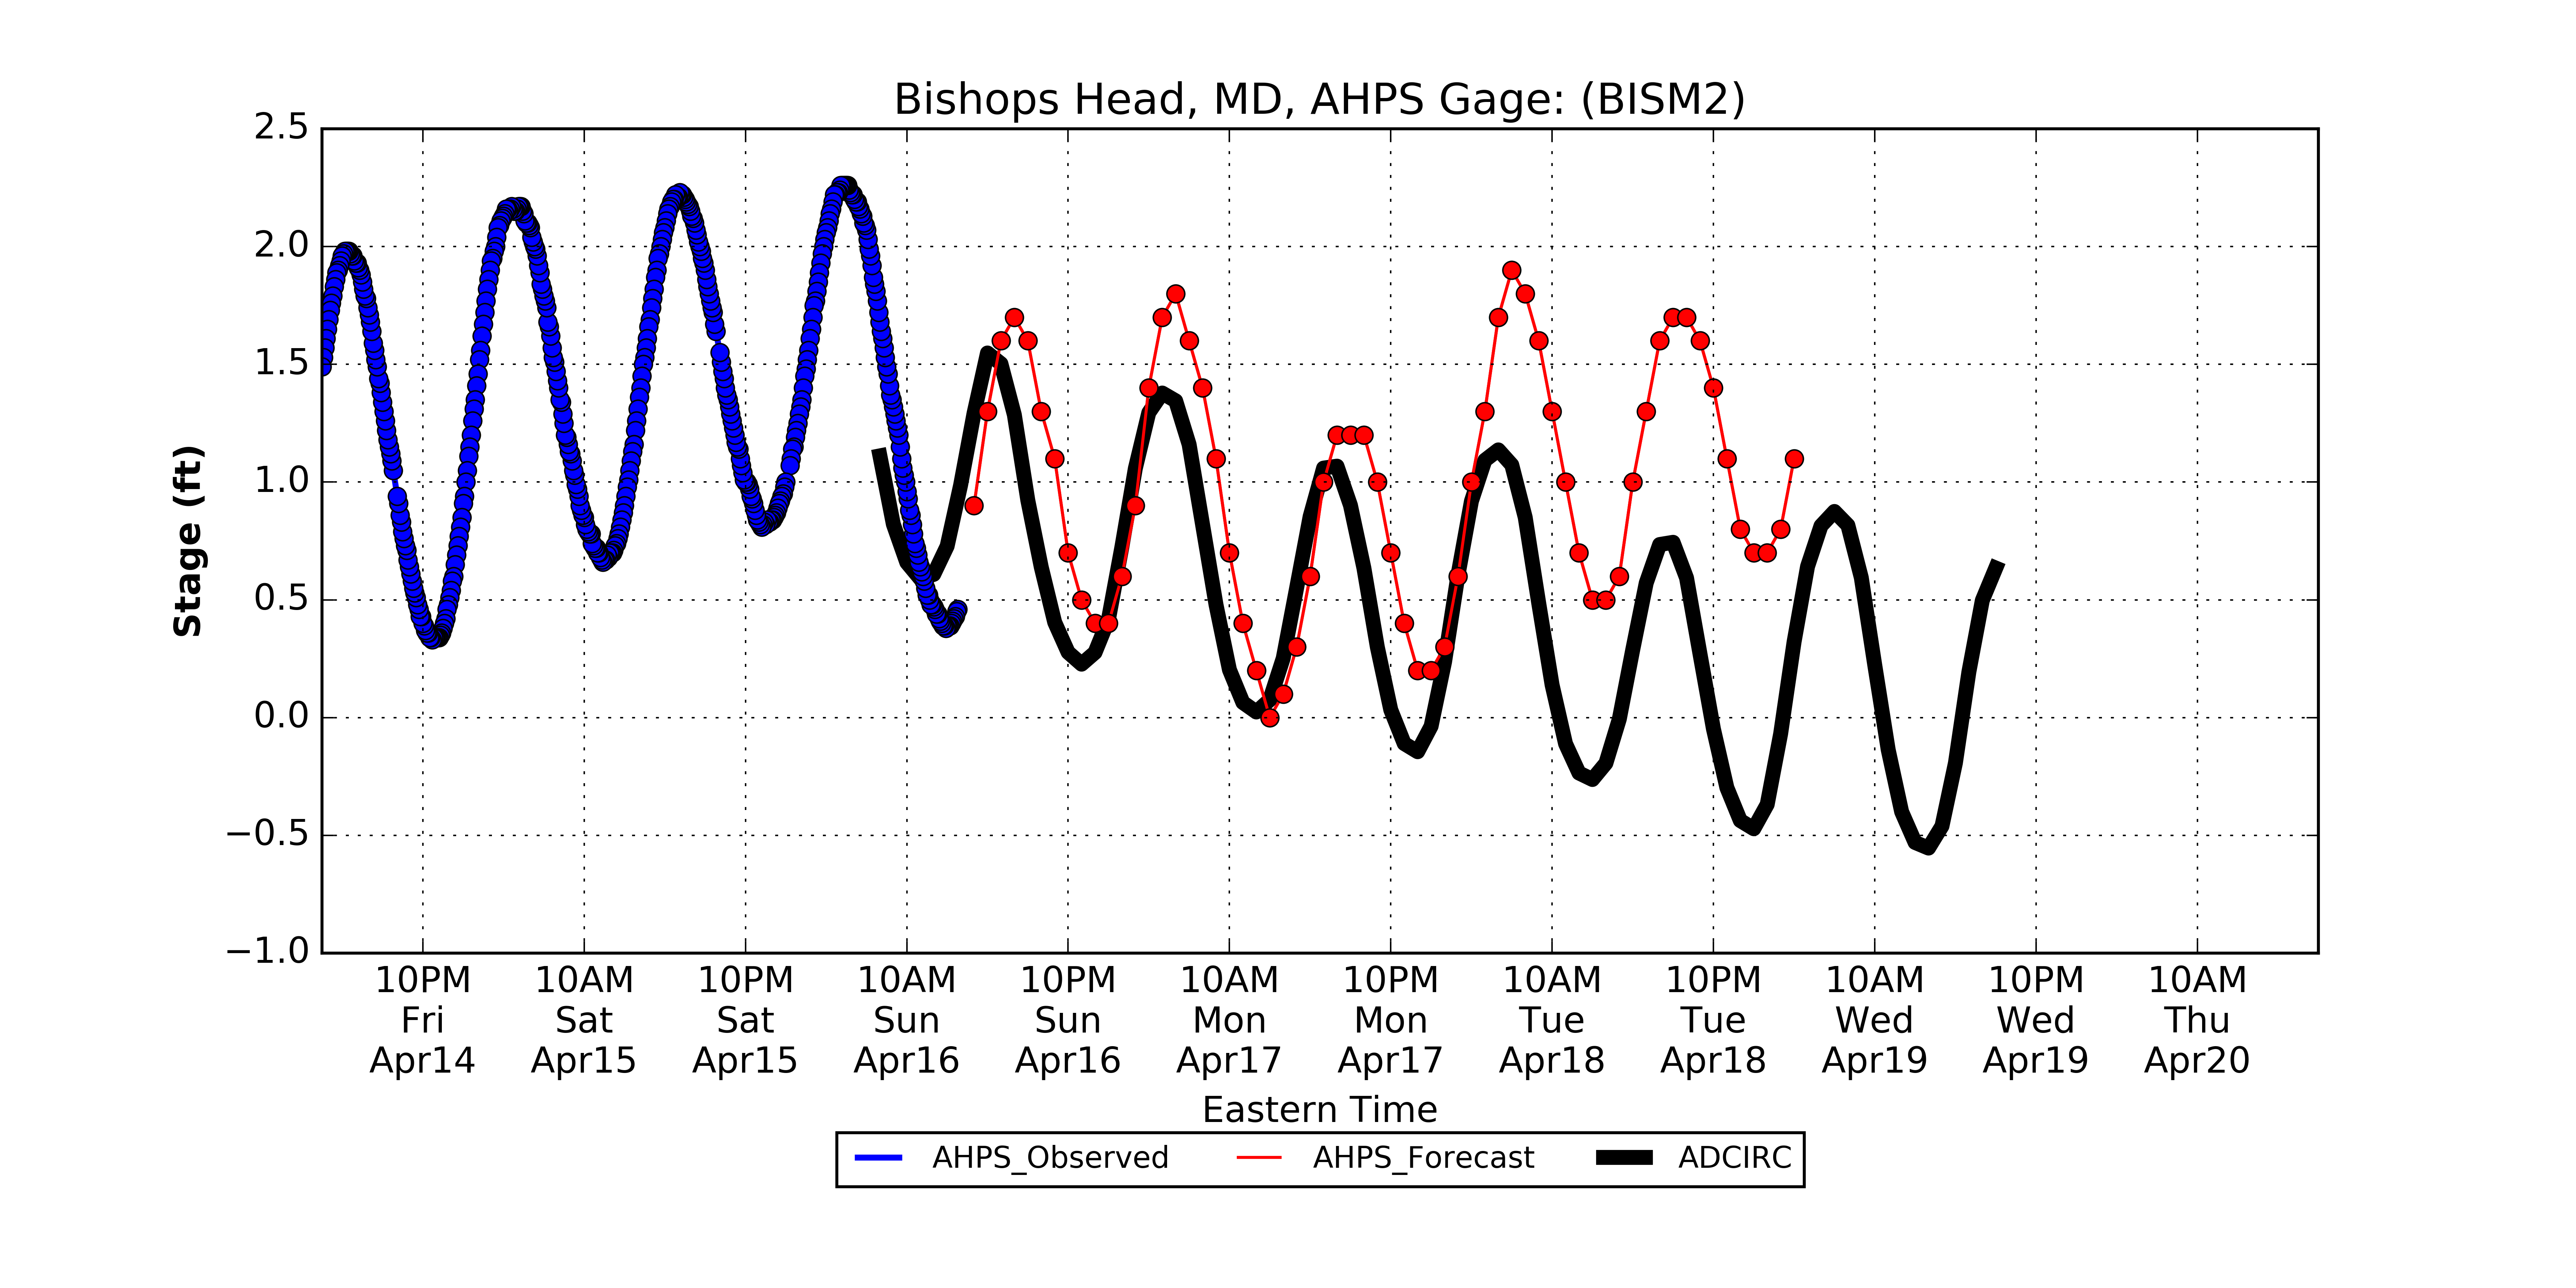 Bishops Head, MD, AHPS Gage: (BISM2)
2.5
2.0
1.5
1.0
0.5
0.0
−0.5
−1.0
Stage (ft)
10PM 10AM 10PM 10AM 10PM 10AM 10PM 10AM 10PM 10AM 10PM 10AM
Fri Sat Sat Sun Sun Mon Mon Tue Tue Wed Wed Thu
Apr14 Apr15 Apr15 Apr16 Apr16 Apr17 Apr17 Apr18 Apr18 Apr19 Apr19 Apr20
Eastern Time
AHPS_Observed AHPS_Forecast ADCIRC